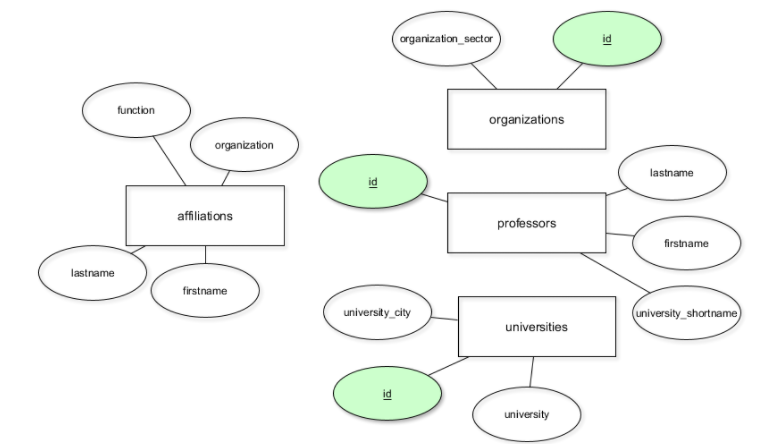 organization_sector
id
function
organizations
organization
lastname
id
affiliations
professors
firstname
lastname
firstname
university_city
university_shortname
universities
id
university